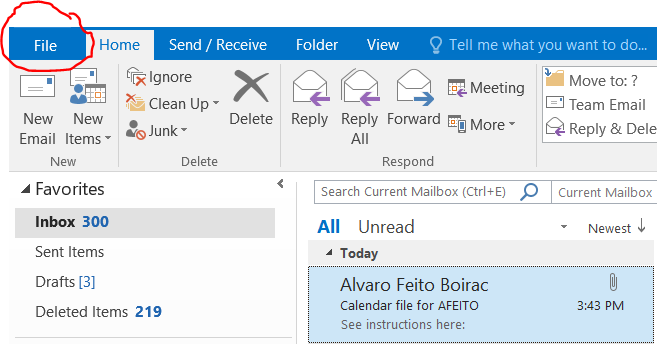 File Home Send / Receive Folder View Tell me what you want to do...
New Email
New Items
Ignore
Clean Up
Junk
Delete
Reply
Reply All
Forward
Meeting
More
Move to: ?
Team Email
Reply & Dele
New Delete Respond
Favorites
Inbox 300
Sent Items
Drafts [3]
Deleted Items 219
Search Current Mailbox (Ctrl+E) Current Mailbox
All Unread Newest
Today
Alvaro Feito Boirac
Calendar file for AFEITO 3:43 PM
See instructions here: